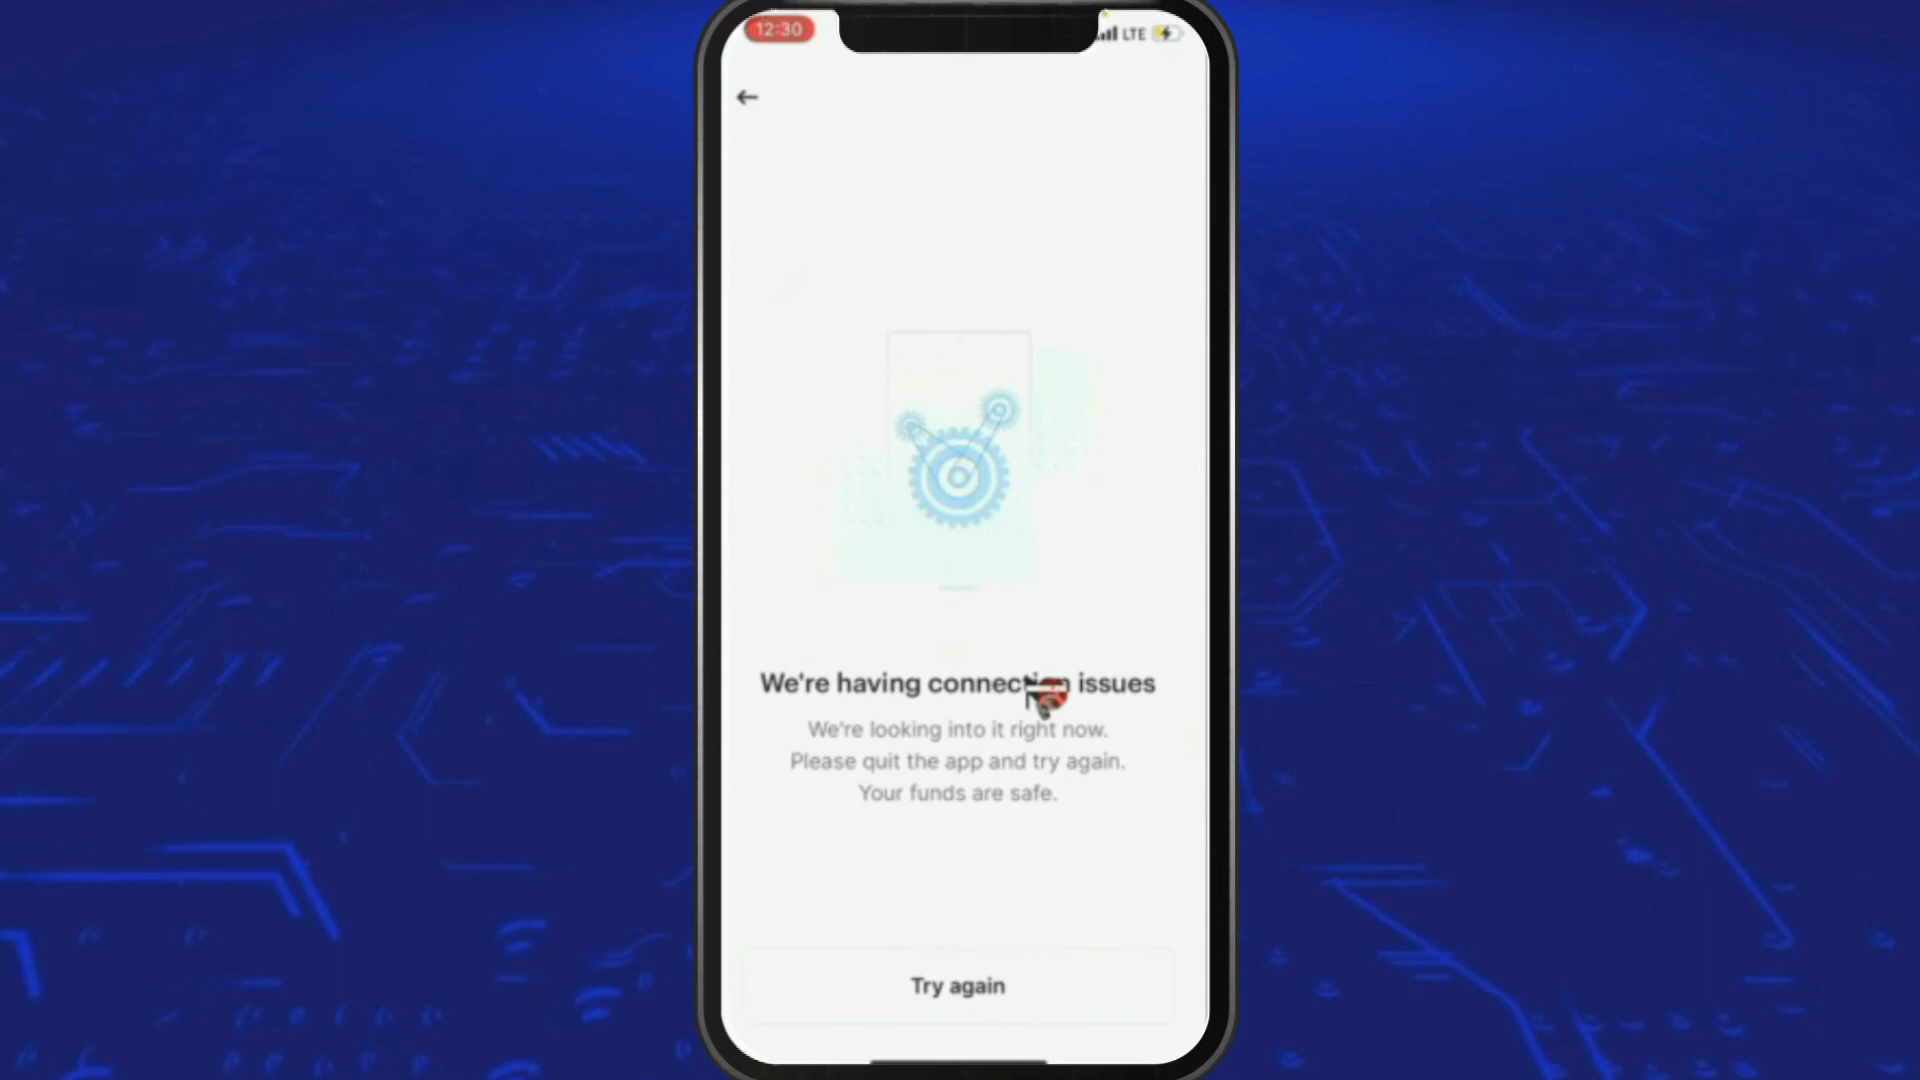 12:30
LTE
We're having connection issues
We're looking into it right now.
Please quit the app and try again.
Your funds are safe.
Try again